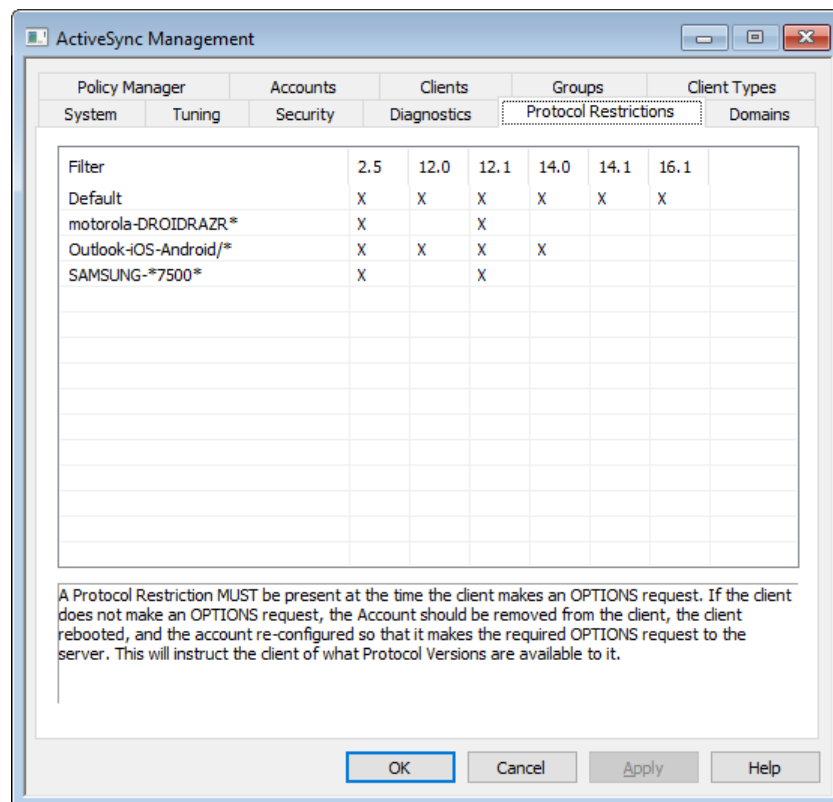 ActiveSync Management
Policy Manager Accounts Clients Groups Client Types
System Tuning Security Diagnostics Protocol Restrictions Domains
Filter 2.5 12.0 12.1 14.0 14.1 16.1
Default X X X X X X
motorola-DROIDRAZR* X X
Outlook-iOS-Android/* X X X X
SAMSUNG-*7500* X X
A Protocol Restriction MUST be present at the time the client makes an OPTIONS request. If the client
does not make an OPTIONS request, the Account should be removed from the client, the client
rebooted, and the account re-configured so that it makes the required OPTIONS request to the
server. This will instruct the client of what Protocol Versions are available to it.
OK Cancel Apply Help